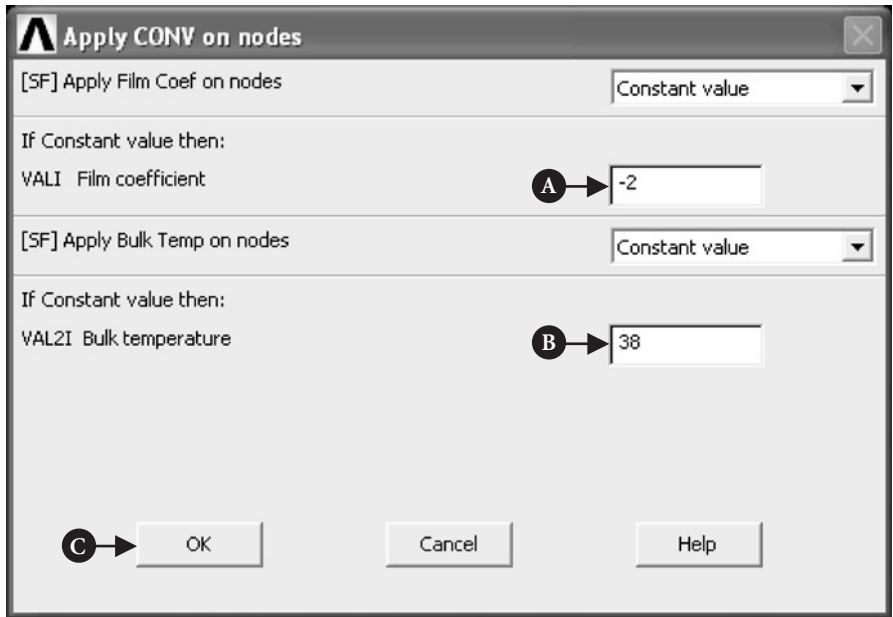 Apply CONV on nodes
[SF] Apply Film Coef on nodes Constant value
If Constant value then:
VALI Film coefficient A -2
[SF] Apply Bulk Temp on nodes Constant value
If Constant value then:
VAL2I Bulk temperature B 38
C OK Cancel Help